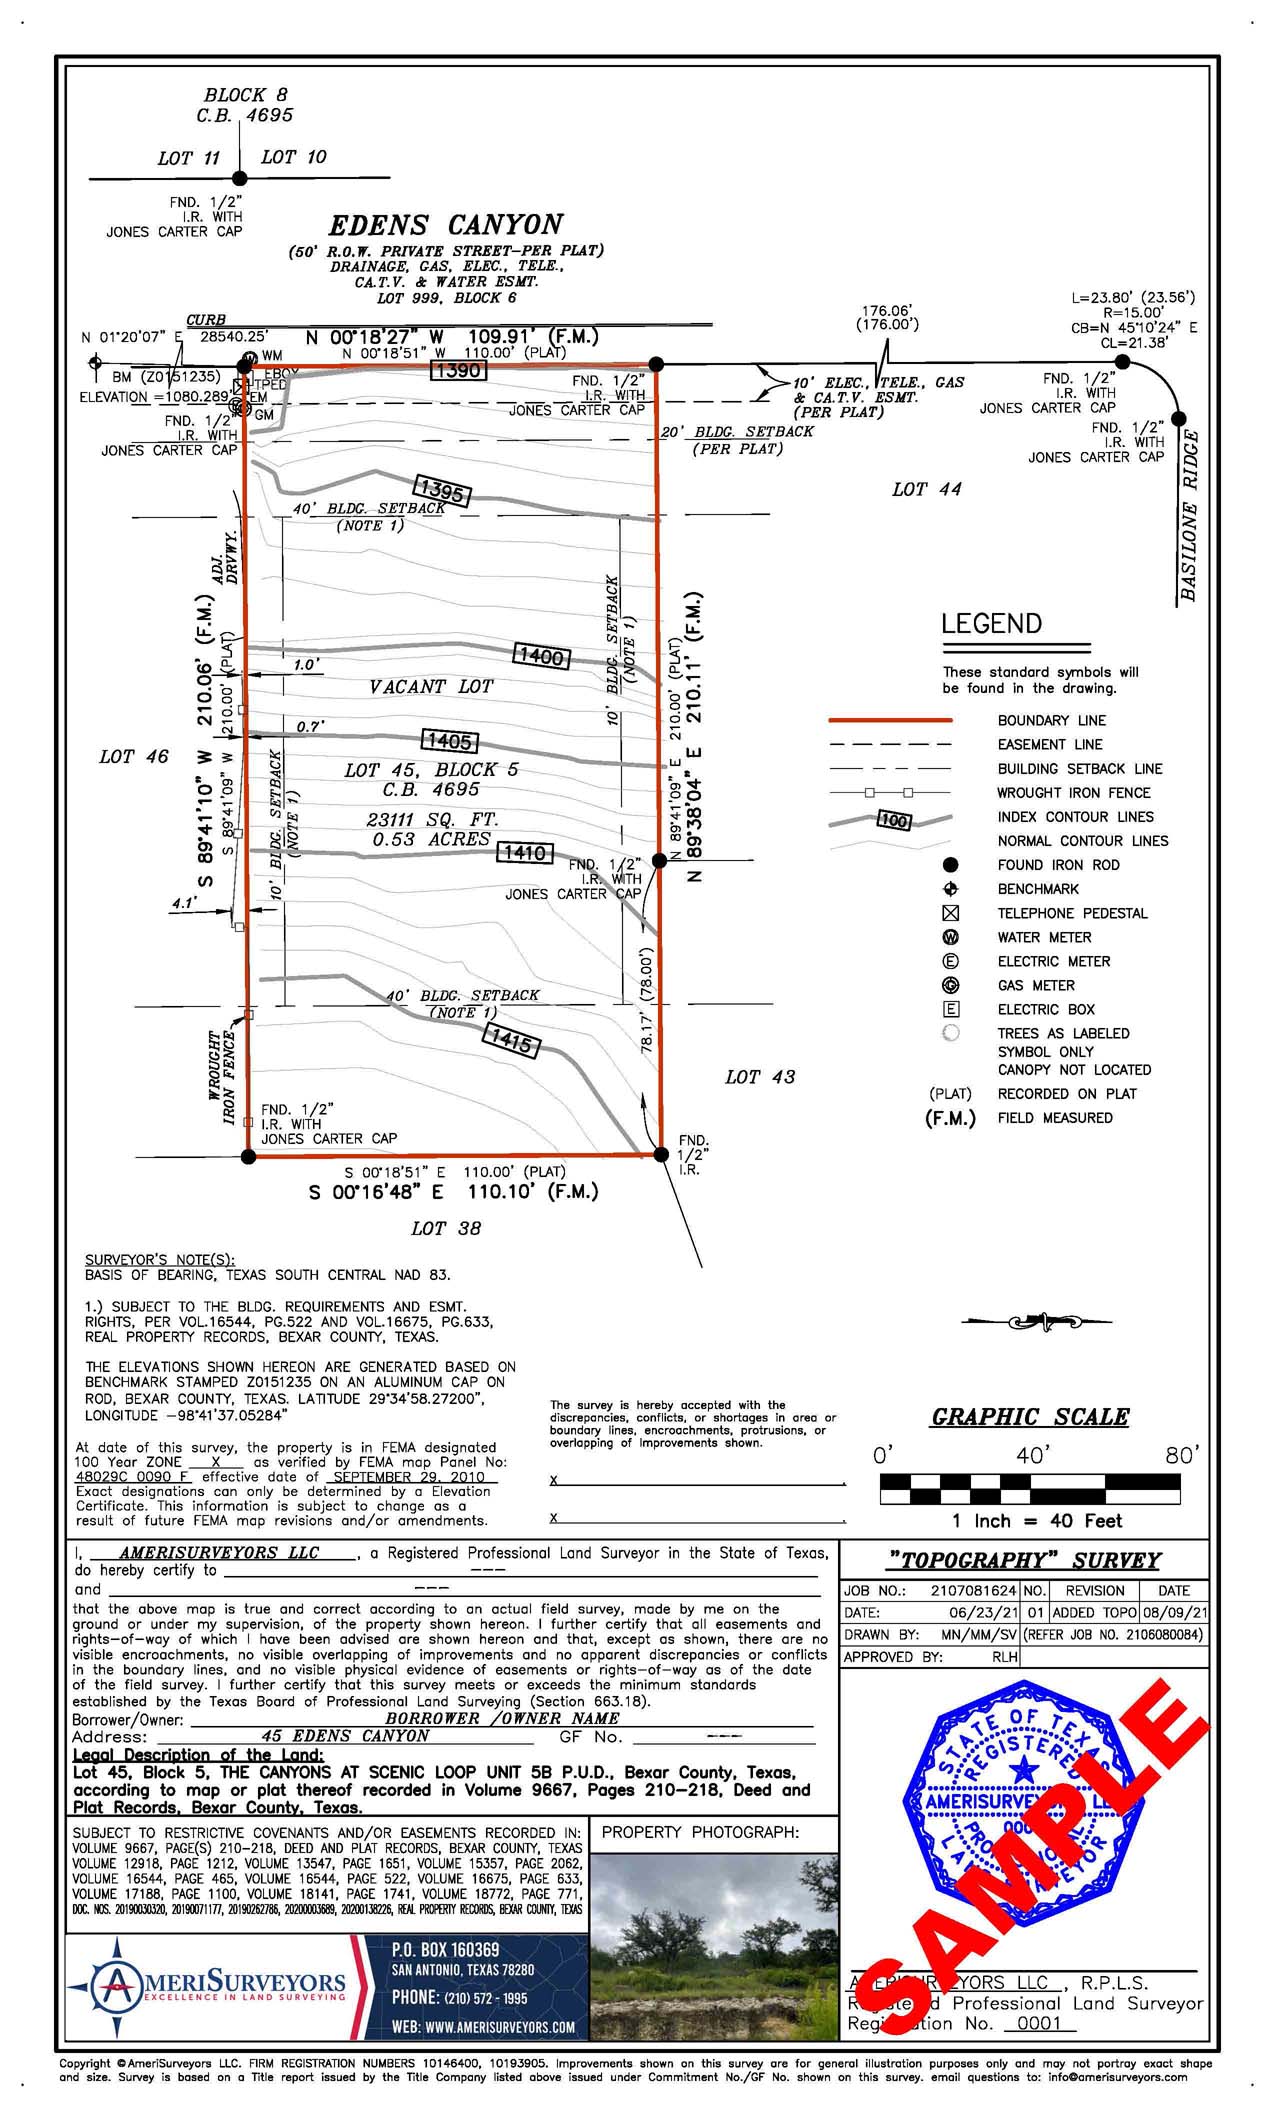 BLOCK 8
C.B. 4695
LOT 11
LOT 10
FND. 1/2"
I.R. WITH
JONES CARTER CAP
EDENS CANYON
(50' R.O.W. PRIVATE STREET-PER PLAT)
DRAINAGE, GAS, ELEC., TELE.,
CA.T.V. & WATER ESMT.
LOT 999, BLOCK 6
CURB
N 01°20'07" E 28540.25'
N 00°18'27" W 109.91' (F.M.)
N 00°18'51" W 110.00' (PLAT)
176.06'
(176.00')
L=23.80' (23.56')
R=15.00'
CB=N 45°10'24" E
CL=21.38'
BM (Z0151235)
ELEVATION =1080.289'
WM
EBOX
TPED
EM
GM
FND. 1/2"
I.R. WITH
JONES CARTER CAP
1390
FND. 1/2"
I.R. WITH
JONES CARTER CAP
10' ELEC., TELE., GAS
& CA.T.V. ESMT.
(PER PLAT)
20' BLDG. SETBACK
(PER PLAT)
FND. 1/2"
I.R. WITH
JONES CARTER CAP
FND. 1/2"
I.R. WITH
JONES CARTER CAP
BASILONE RIDGE
LOT 44
1395
40' BLDG. SETBACK
(NOTE 1)
ADJ.
DRVWY.
S 89°41'10" W 210.06' (F.M.)
S 89°41'09" W 210.00' (PLAT)
10' BLDG. SETBACK
(NOTE 1)
N 89°41'09" E 210.00' (PLAT)
N 89°38'04" E 210.11' (F.M.)
1400
1.0'
VACANT LOT
0.7'
1405
LOT 46
LOT 45, BLOCK 5
C.B. 4695
23111 SQ. FT.
0.53 ACRES
10' BLDG. SETBACK
(NOTE 1)
1410
FND. 1/2"
I.R. WITH
JONES CARTER CAP
4.1'
78.17' (78.00')
40' BLDG. SETBACK
(NOTE 1)
1415
WROUGHT
IRON FENCE
LOT 43
FND. 1/2"
I.R. WITH
JONES CARTER CAP
FND.
1/2"
I.R.
S 00°18'51" E 110.00' (PLAT)
S 00°16'48" E 110.10' (F.M.)
LOT 38
LEGEND
These standard symbols will
be found in the drawing.
BOUNDARY LINE
EASEMENT LINE
BUILDING SETBACK LINE
WROUGHT IRON FENCE
100 INDEX CONTOUR LINES
NORMAL CONTOUR LINES
FOUND IRON ROD
BENCHMARK
TELEPHONE PEDESTAL
W WATER METER
E ELECTRIC METER
G GAS METER
E ELECTRIC BOX
TREES AS LABELED
SYMBOL ONLY
CANOPY NOT LOCATED
(PLAT) RECORDED ON PLAT
(F.M.) FIELD MEASURED
SURVEYOR'S NOTE(S):
BASIS OF BEARING, TEXAS SOUTH CENTRAL NAD 83.
1.) SUBJECT TO THE BLDG. REQUIREMENTS AND ESMT.
RIGHTS, PER VOL.16544, PG.522 AND VOL.16675, PG.633,
REAL PROPERTY RECORDS, BEXAR COUNTY, TEXAS.
THE ELEVATIONS SHOWN HEREON ARE GENERATED BASED ON
BENCHMARK STAMPED Z0151235 ON AN ALUMINUM CAP ON
ROD, BEXAR COUNTY, TEXAS. LATITUDE 29°34'58.27200",
LONGITUDE -98°41'37.05284"
At date of this survey, the property is in FEMA designated
100 Year ZONE X as verified by FEMA map Panel No:
48029C 0090 F effective date of SEPTEMBER 29, 2010
Exact designations can only be determined by a Elevation
Certificate. This information is subject to change as a
result of future FEMA map revisions and/or amendments.
The survey is hereby accepted with the
discrepancies, conflicts, or shortages in area or
boundary lines, encroachments, protrusions, or
overlapping of improvements shown.
X
X
GRAPHIC SCALE
0' 40' 80'
1 Inch = 40 Feet
I, AMERISURVEYORS LLC , a Registered Professional Land Surveyor in the State of Texas,
do hereby certify to ---
and ---
that the above map is true and correct according to an actual field survey, made by me on the
ground or under my supervision, of the property shown hereon. I further certify that all easements and
rights-of-way of which I have been advised are shown hereon and that, except as shown, there are no
visible encroachments, no visible overlapping of improvements and no apparent discrepancies or conflicts
in the boundary lines, and no visible physical evidence of easements or rights-of-way as of the date
of the field survey. I further certify that this survey meets or exceeds the minimum standards
established by the Texas Board of Professional Land Surveying (Section 663.18).
Borrower/Owner: BORROWER /OWNER NAME
Address: 45 EDENS CANYON GF No. ---
Legal Description of the Land:
Lot 45, Block 5, THE CANYONS AT SCENIC LOOP UNIT 5B P.U.D., Bexar County, Texas,
according to map or plat thereof recorded in Volume 9667, Pages 210-218, Deed and
Plat Records, Bexar County, Texas.
"TOPOGRAPHY" SURVEY
JOB NO.: 2107081624 NO. REVISION DATE
DATE: 06/23/21 01 ADDED TOPO 08/09/21
DRAWN BY: MN/MM/SV (REFER JOB NO. 2106080084)
APPROVED BY: RLH
SUBJECT TO RESTRICTIVE COVENANTS AND/OR EASEMENTS RECORDED IN:
VOLUME 9667, PAGE(S) 210-218, DEED AND PLAT RECORDS, BEXAR COUNTY, TEXAS
VOLUME 12918, PAGE 1212, VOLUME 13547, PAGE 1651, VOLUME 15357, PAGE 2062,
VOLUME 16544, PAGE 465, VOLUME 16544, PAGE 522, VOLUME 16675, PAGE 633,
VOLUME 17188, PAGE 1100, VOLUME 18141, PAGE 1741, VOLUME 18772, PAGE 771,
DOC. NOS. 20190030320, 20190071177, 20190262786, 20200003689, 20200138226, REAL PROPERTY RECORDS, BEXAR COUNTY, TEXAS
PROPERTY PHOTOGRAPH:
AMERISURVEYORS
EXCELLENCE IN LAND SURVEYING
P.O. BOX 160369
SAN ANTONIO, TEXAS 78280
PHONE: (210) 572 - 1995
WEB: WWW.AMERISURVEYORS.COM
STATE OF TEXAS
REGISTERED
SAMPLE
AMERISURVEYORS LLC , R.P.L.S.
Registered Professional Land Surveyor
Registration No. 0001
Copyright © AmeriSurveyors LLC. FIRM REGISTRATION NUMBERS 10146400, 10193905. Improvements shown on this survey are for general illustration purposes only and may not portray exact shape
and size. Survey is based on a Title report issued by the Title Company listed above issued under Commitment No./GF No. shown on this survey. email questions to: info@amerisurveyors.com